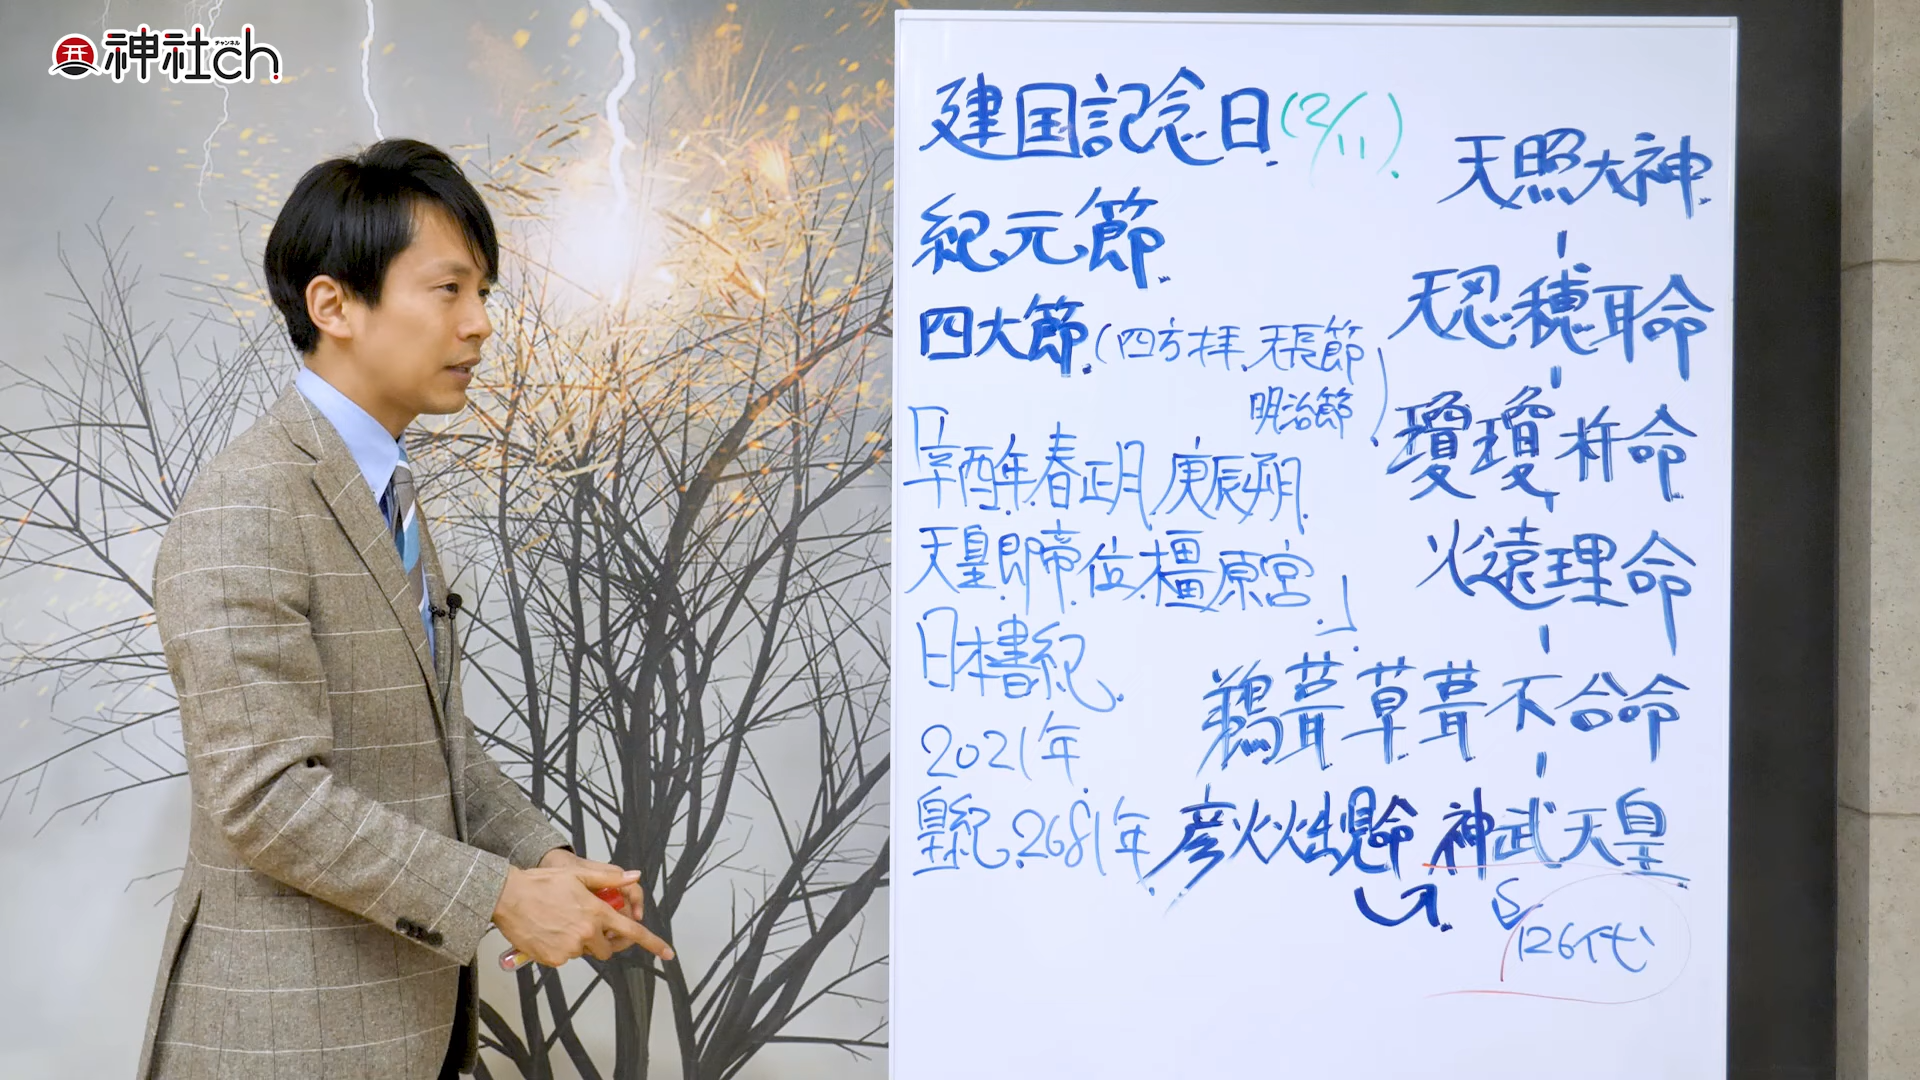 神社チャンネルch
建国記念日(2/11).
紀元節.
四大節.(四方拝.天長節
明治節).
「辛酉年春正月.庚辰朔.
天皇即帝位.橿原宮.」
日本書紀.
2021年.
皇紀.2681年.
天照大神.
天忍穂耳命
瓊瓊杵命
火遠理命
鵜葺草葺不合命
彦火火出見命 神武天皇
126代